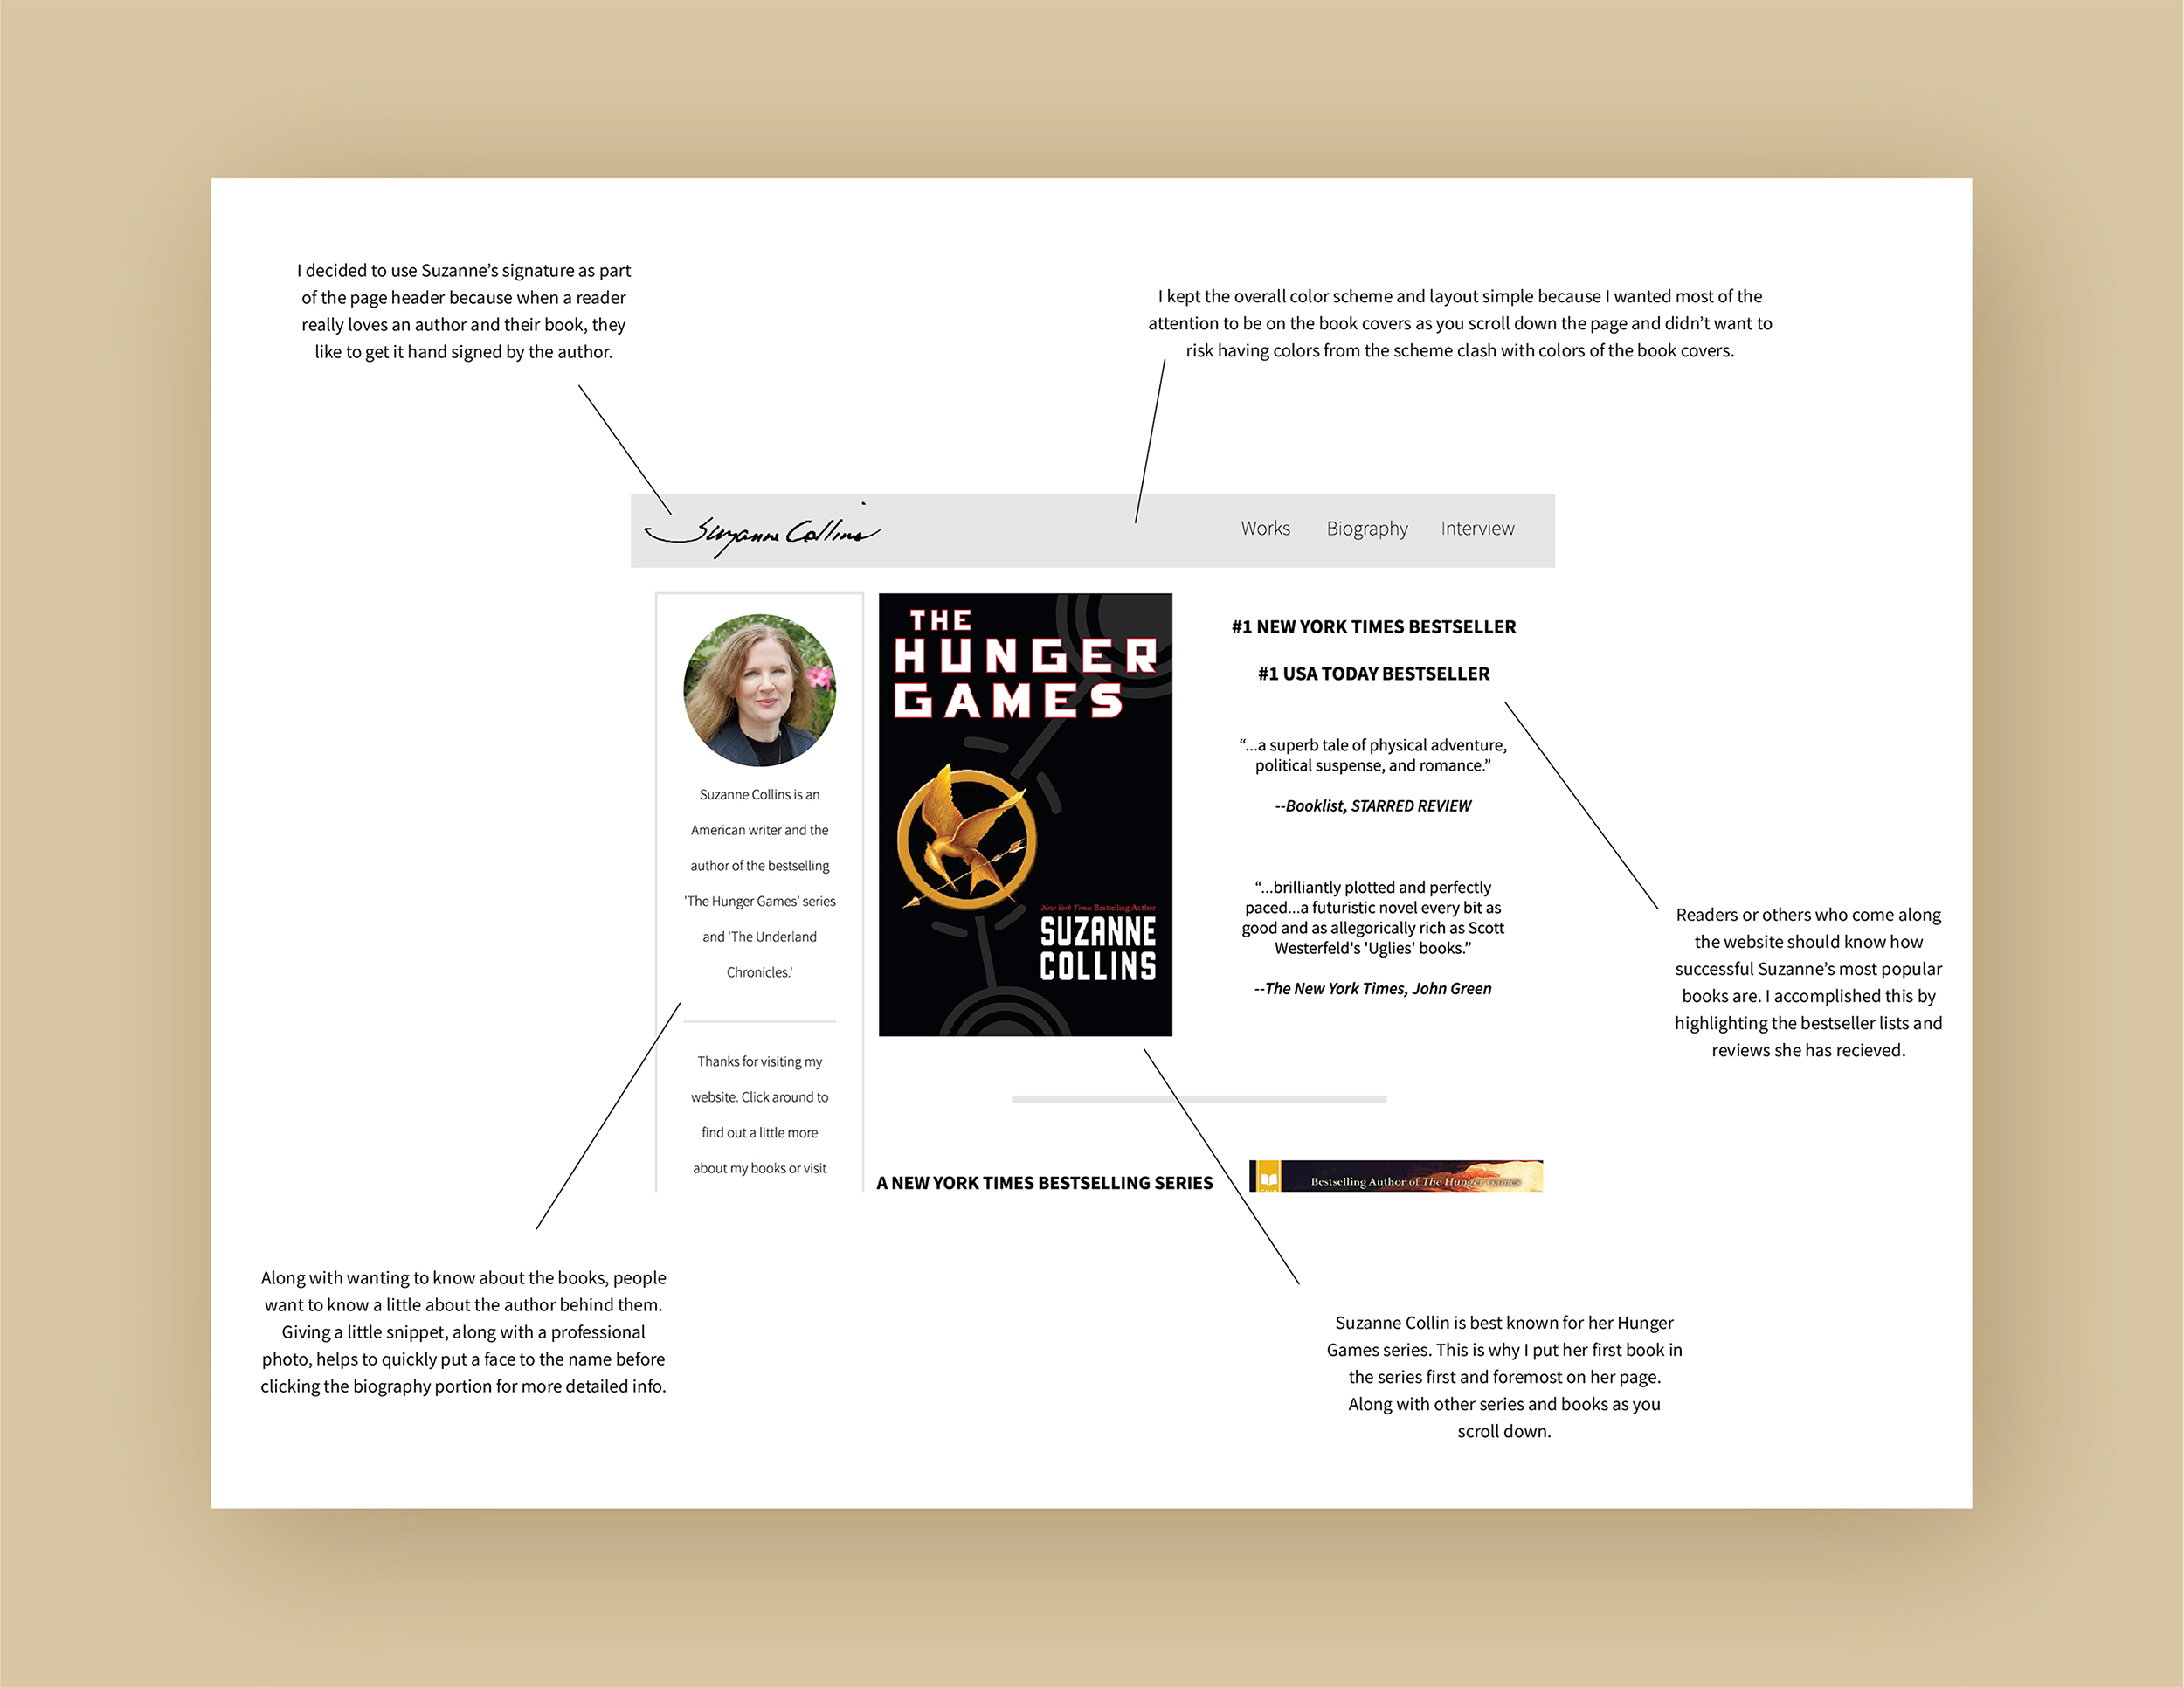 I decided to use Suzanne’s signature as part
of the page header because when a reader
really loves an author and their book, they
like to get it hand signed by the author.
I kept the overall color scheme and layout simple because I wanted most of the
attention to be on the book covers as you scroll down the page and didn’t want to
risk having colors from the scheme clash with colors of the book covers.
Suzanne Collins
Works Biography Interview
Suzanne Collins is an
American writer and the
author of the bestselling
'The Hunger Games' series
and 'The Underland
Chronicles.'
Thanks for visiting my
website. Click around to
find out a little more
about my books or visit
THE
HUNGER
GAMES
New York Times Bestselling Author
SUZANNE
COLLINS
#1 NEW YORK TIMES BESTSELLER
#1 USA TODAY BESTSELLER
“...a superb tale of physical adventure,
political suspense, and romance.”
--Booklist, STARRED REVIEW
“...brilliantly plotted and perfectly
paced...a futuristic novel every bit as
good and as allegorically rich as Scott
Westerfeld's 'Uglies' books.”
--The New York Times, John Green
A NEW YORK TIMES BESTSELLING SERIES
Bestselling Author of The Hunger Games
Readers or others who come along
the website should know how
successful Suzanne’s most popular
books are. I accomplished this by
highlighting the bestseller lists and
reviews she has recieved.
Along with wanting to know about the books, people
want to know a little about the author behind them.
Giving a little snippet, along with a professional
photo, helps to quickly put a face to the name before
clicking the biography portion for more detailed info.
Suzanne Collin is best known for her Hunger
Games series. This is why I put her first book in
the series first and foremost on her page.
Along with other series and books as you
scroll down.